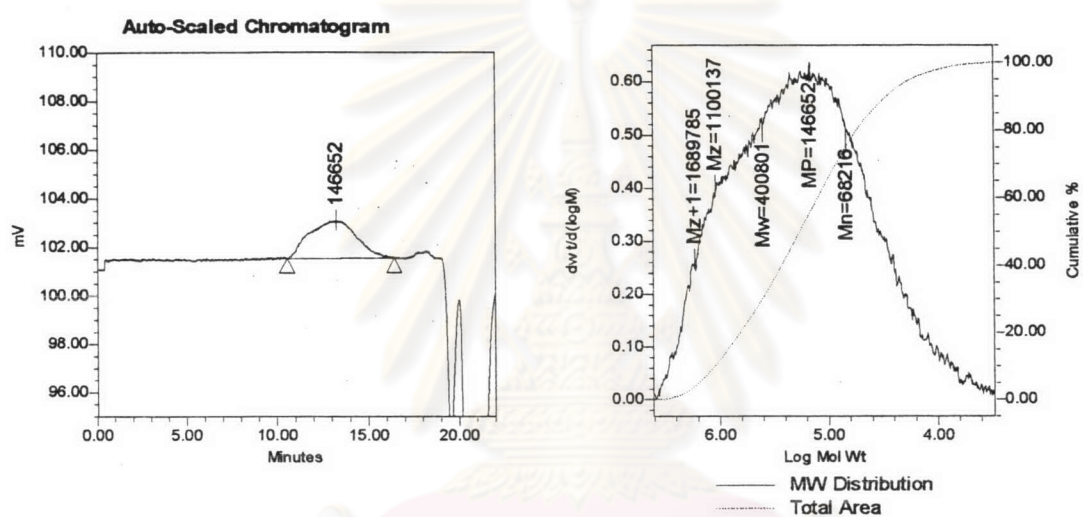 Auto-Scaled Chromatogram
110.00
108.00
106.00
104.00
102.00
100.00
98.00
96.00
mV
146652
0.00
5.00
10.00
15.00
20.00
Minutes
0.60
0.50
0.40
0.30
0.20
0.10
0.00
dwt/d(logM)
Mz+1=1689785
Mz=1100137
Mw=400801
MP=146652
Mn=68216
100.00
80.00
60.00
40.00
20.00
0.00
Cumulative %
6.00
5.00
4.00
Log Mol Wt
MW Distribution
Total Area